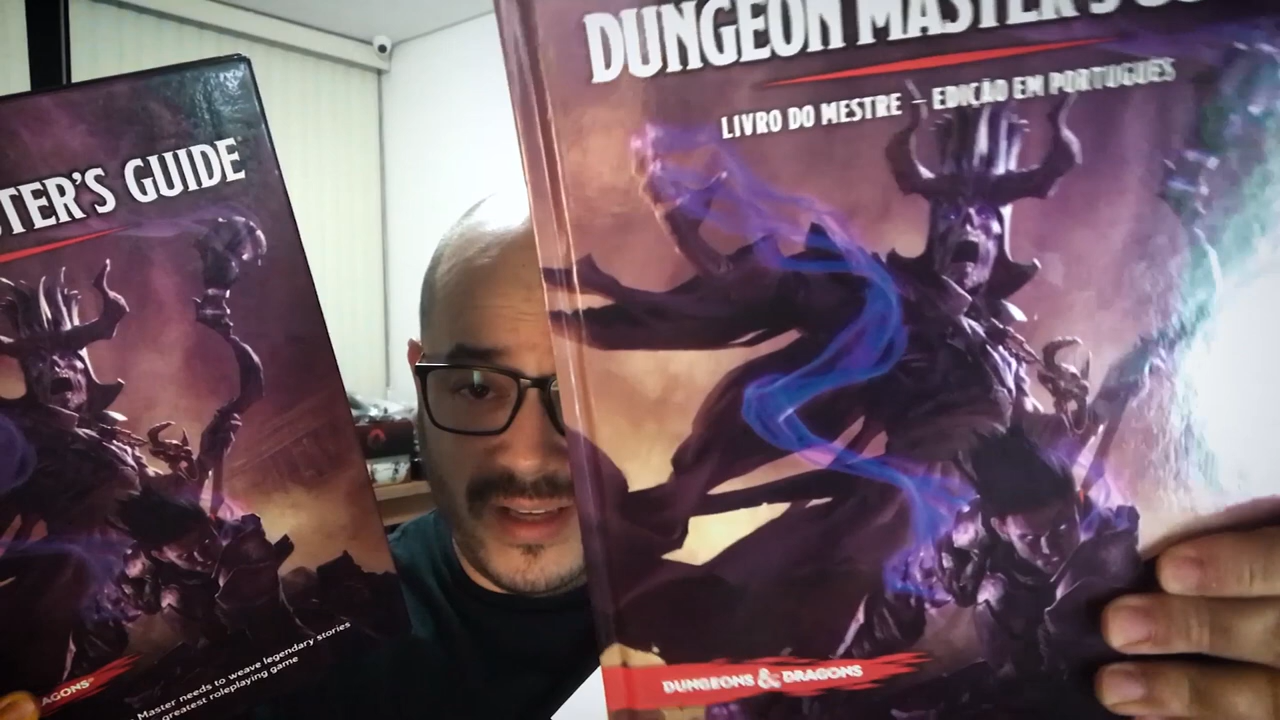 TER'S GUIDE
AGONS
Master needs to weave legendary stories
greatest roleplaying game
DUNGEON MASTER'S
LIVRO DO MESTRE – EDIÇÃO EM PORTUGUÊS
DUNGEONS & DRAGONS